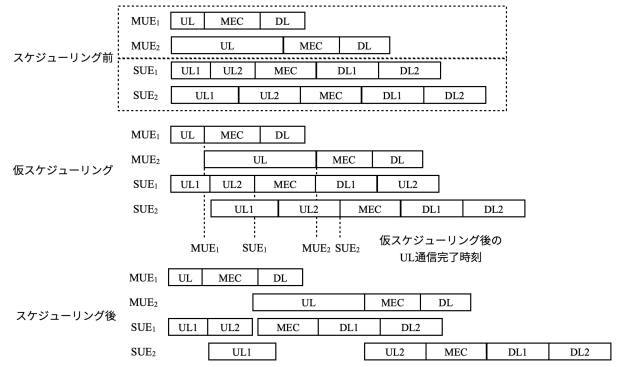 MUE1 UL MEC DL
MUE2 UL MEC DL
スケジューリング前
SUE1 UL1 UL2 MEC DL1 DL2
SUE2 UL1 UL2 MEC DL1 DL2
MUE1 UL MEC DL
MUE2 UL MEC DL
仮スケジューリング
SUE1 UL1 UL2 MEC DL1 UL2
SUE2 UL1 UL2 MEC DL1 DL2
MUE1 SUE1 MUE2 SUE2
仮スケジューリング後の
UL通信完了時刻
MUE1 UL MEC DL
MUE2 UL MEC DL
スケジューリング後
SUE1 UL1 UL2 MEC DL1 DL2
SUE2 UL1 UL2 MEC DL1 DL2